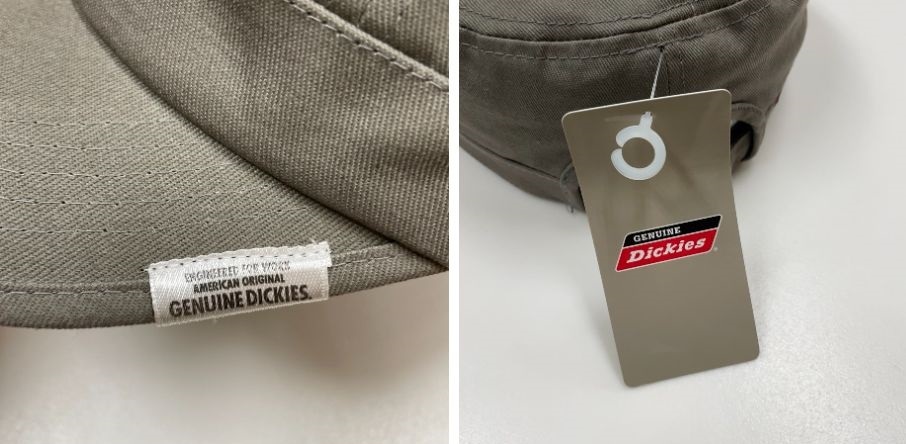 ENGINEERED FOR WORK
AMERICAN ORIGINAL
GENUINE DICKIES.
GENUINE
Dickies